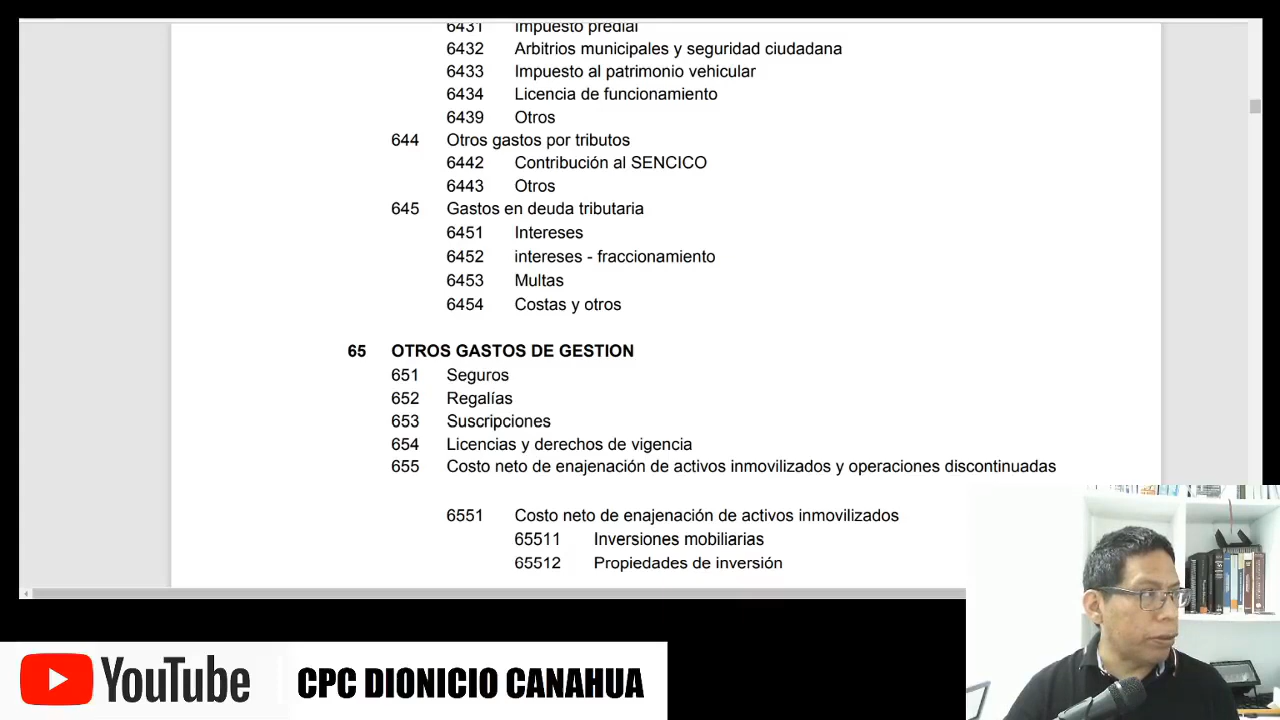 6431 Impuesto predial
6432 Arbitrios municipales y seguridad ciudadana
6433 Impuesto al patrimonio vehicular
6434 Licencia de funcionamiento
6439 Otros
644 Otros gastos por tributos
6442 Contribución al SENCICO
6443 Otros
645 Gastos en deuda tributaria
6451 Intereses
6452 intereses - fraccionamiento
6453 Multas
6454 Costas y otros
65 OTROS GASTOS DE GESTION
651 Seguros
652 Regalías
653 Suscripciones
654 Licencias y derechos de vigencia
655 Costo neto de enajenación de activos inmovilizados y operaciones discontinuadas
6551 Costo neto de enajenación de activos inmovilizados
65511 Inversiones mobiliarias
65512 Propiedades de inversión
YouTube CPC DIONICIO CANAHUA